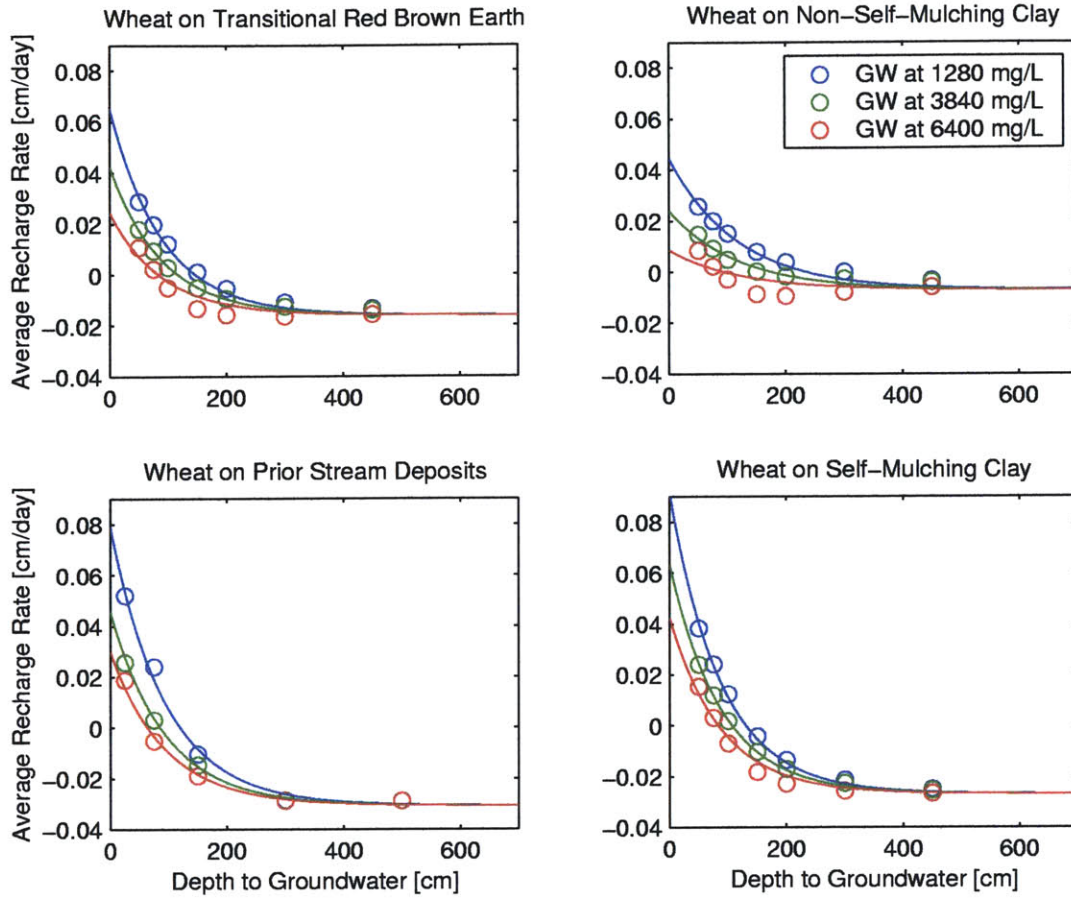 Wheat on Transitional Red Brown Earth
Average Recharge Rate [cm/day]
0.08
0.06
0.04
0.02
0
−0.02
−0.04
0 200 400 600
Wheat on Non−Self−Mulching Clay
GW at 1280 mg/L
GW at 3840 mg/L
GW at 6400 mg/L
0.08
0.06
0.04
0.02
0
−0.02
−0.04
0 200 400 600
Wheat on Prior Stream Deposits
Average Recharge Rate [cm/day]
0.08
0.06
0.04
0.02
0
−0.02
−0.04
0 200 400 600
Depth to Groundwater [cm]
Wheat on Self−Mulching Clay
0.08
0.06
0.04
0.02
0
−0.02
−0.04
0 200 400 600
Depth to Groundwater [cm]